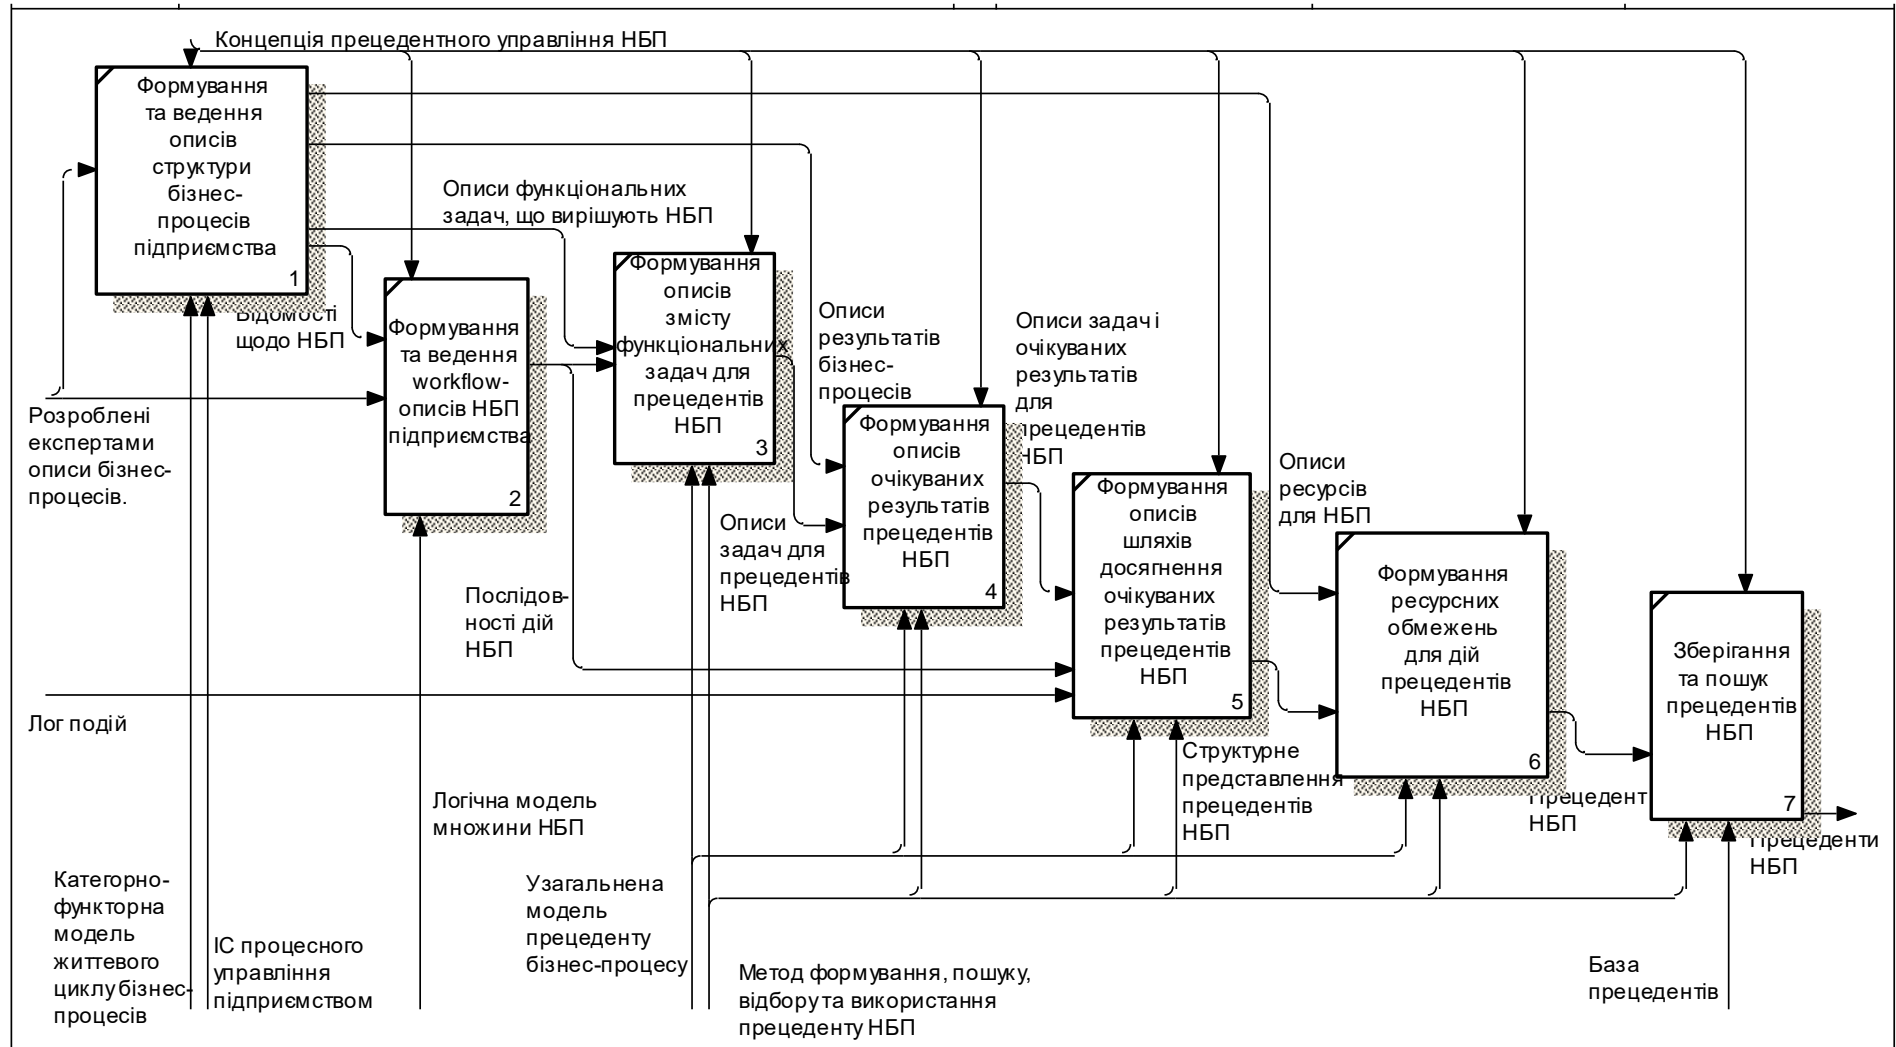 Концепція прецедентного управління НБП
Формування
та ведення
описів
структури
бізнес-
процесів
підприємства
1
Відомості
щодо НБП
Описи функціональних
задач, що вирішують НБП
Розроблені
експертами
описи бізнес-
процесів.
Формування
та ведення
workflow-
описів НБП
підприємства
2
Формування
описів
змісту
функціональних
задач для
прецедентів
НБП
3
Описи
результатів
бізнес-
процесів
Описи задач і
очікуваних
результатів
для
прецедентів
НБП
Формування
описів
очікуваних
результатів
прецедентів
НБП
4
Описи
задач для
прецедентів
НБП
Послідов-
ності дій
НБП
Формування
описів
шляхів
досягнення
очікуваних
результатів
прецедентів
НБП
5
Описи
ресурсів
для НБП
Формування
ресурсних
обмежень
для дій
прецедентів
НБП
6
Зберігання
та пошук
прецедентів
НБП
7
Лог подій
Структурне
представлення
прецедентів
НБП
Прецедент
НБП
Прецеденти
НБП
Логічна модель
множини НБП
Категорно-
функторна
модель
життевого
циклу бізнес-
процесів
ІС процесного
управління
підприємством
Узагальнена
модель
прецеденту
бізнес-процесу
Метод формування, пошуку,
відбору та використання
прецеденту НБП
База
прецедентів